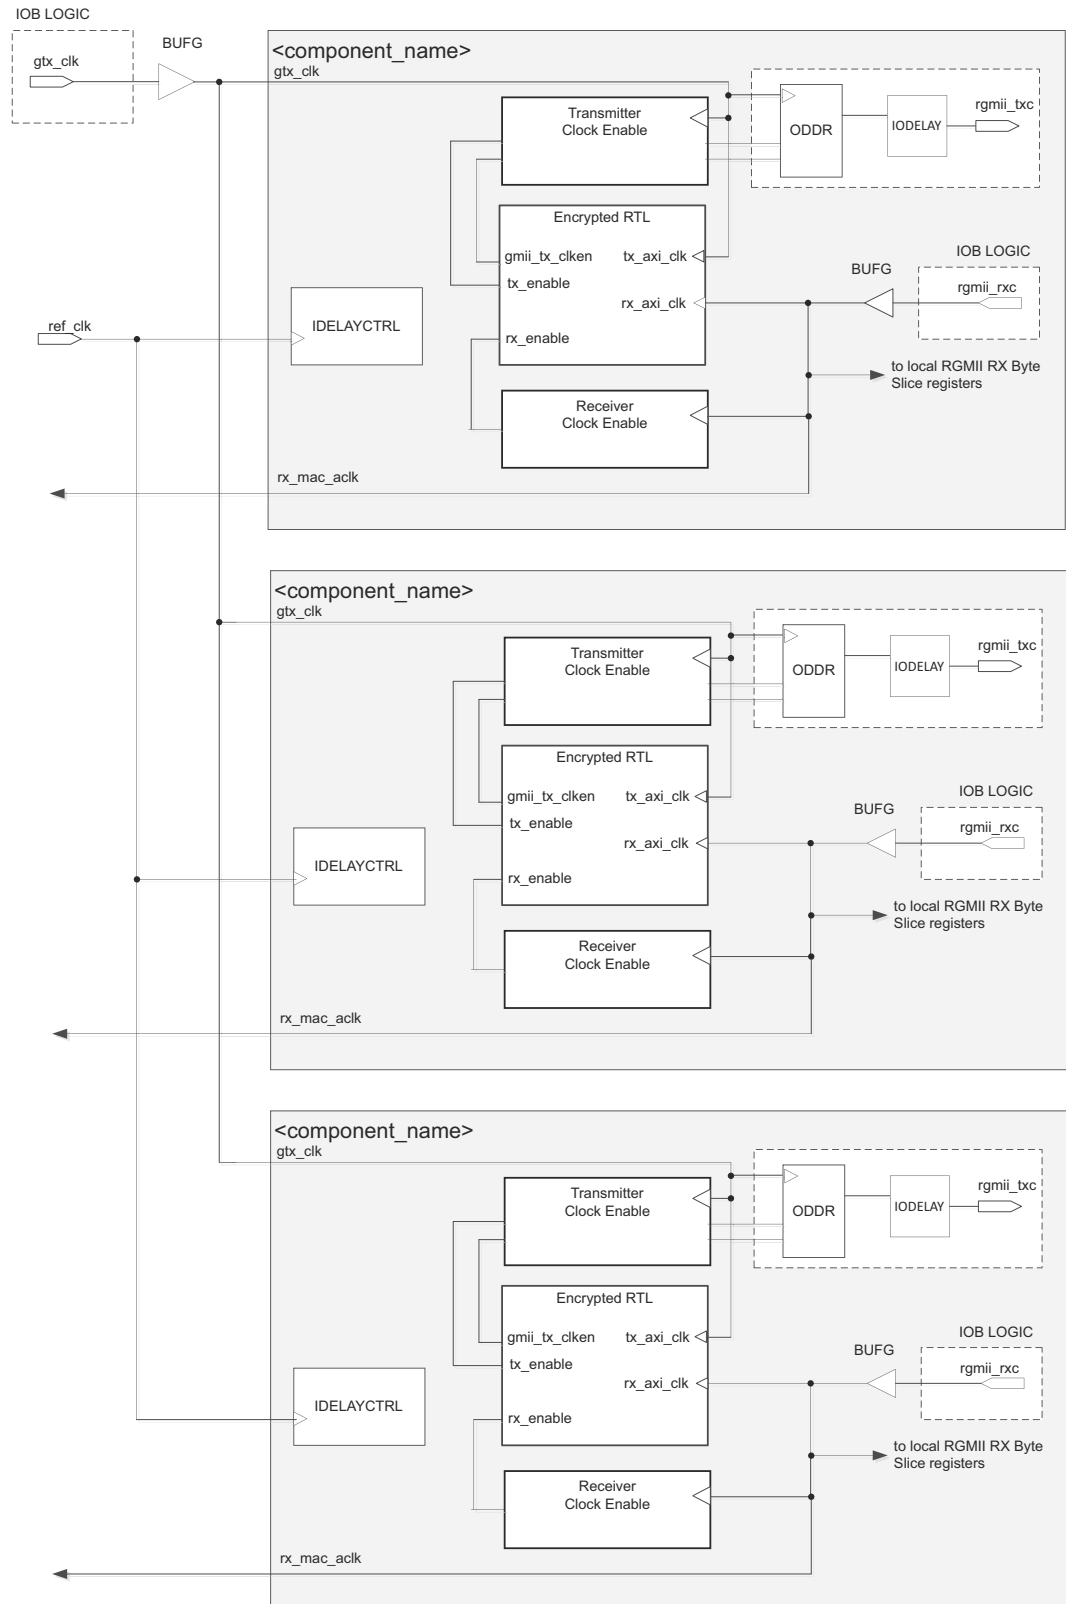 IOB LOGIC
gtx_clk
BUFG
<component_name>
gtx_clk
Transmitter
Clock Enable
ODDR
IODELAY
rgmii_txc
Encrypted RTL
gmii_tx_clken
tx_axi_clk
tx_enable
rx_axi_clk
rx_enable
BUFG
IOB LOGIC
rgmii_rxc
ref_clk
IDELAYCTRL
to local RGMII RX Byte
Slice registers
Receiver
Clock Enable
rx_mac_aclk
<component_name>
gtx_clk
Transmitter
Clock Enable
ODDR
IODELAY
rgmii_txc
Encrypted RTL
gmii_tx_clken
tx_axi_clk
tx_enable
rx_axi_clk
rx_enable
BUFG
IOB LOGIC
rgmii_rxc
IDELAYCTRL
to local RGMII RX Byte
Slice registers
Receiver
Clock Enable
rx_mac_aclk
<component_name>
gtx_clk
Transmitter
Clock Enable
ODDR
IODELAY
rgmii_txc
Encrypted RTL
gmii_tx_clken
tx_axi_clk
tx_enable
rx_axi_clk
rx_enable
BUFG
IOB LOGIC
rgmii_rxc
IDELAYCTRL
to local RGMII RX Byte
Slice registers
Receiver
Clock Enable
rx_mac_aclk